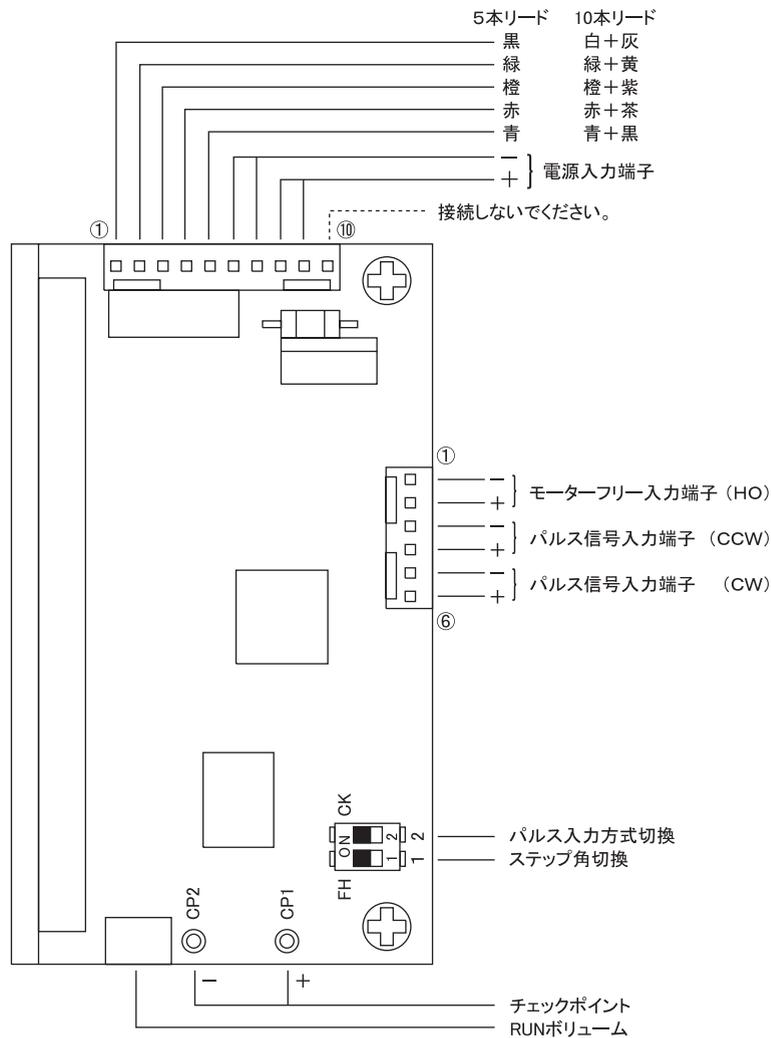 5本リード 10本リード
黒 白+灰
緑 緑+黄
橙 橙+紫
赤 赤+茶
青 青+黒
−
+
電源入力端子
接続しないでください。
① ⑩
①
−
+
モーターフリー入力端子(HO)
−
+
パルス信号入力端子(CCW)
−
+
パルス信号入力端子 (CW)
⑥
CK
ON
2 2
1 1
FH
パルス入力方式切換
ステップ角切換
CP2 CP1
− +
チェックポイント
RUNボリューム